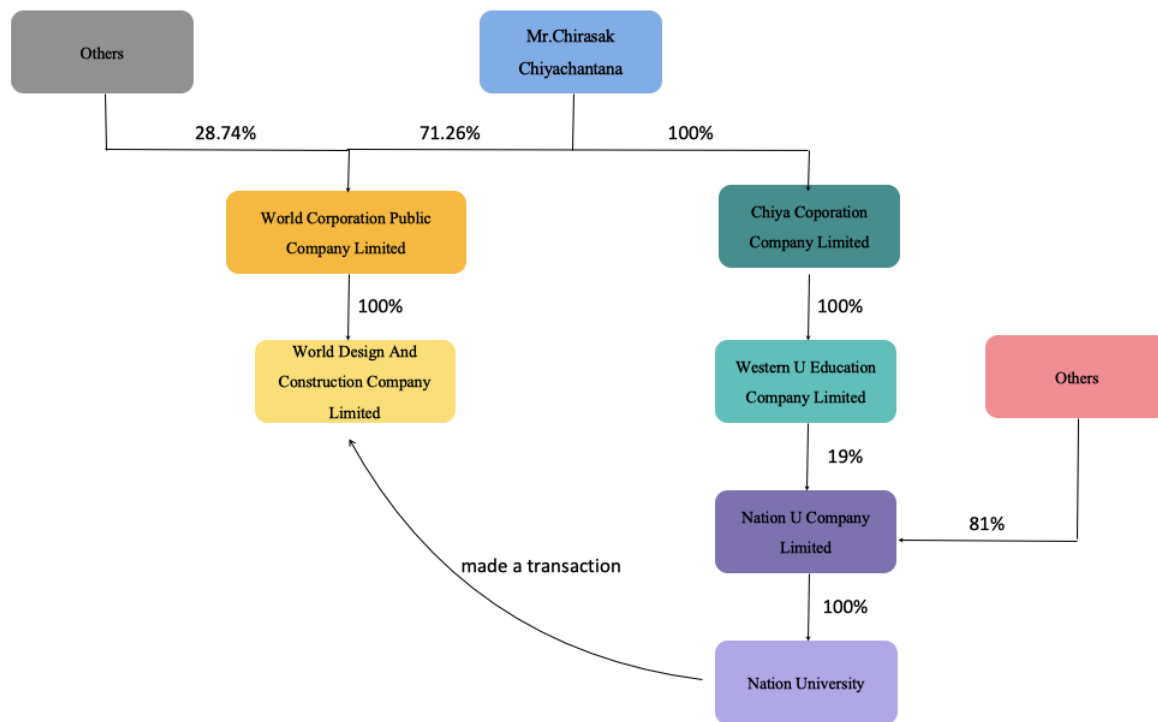 Others
Mr.Chirasak
Chiyachantana
28.74%
71.26%
100%
World Corporation Public
Company Limited
Chiya Coporation
Company Limited
100%
100%
World Design And
Construction Company
Limited
Western U Education
Company Limited
Others
19%
Nation U Company
Limited
81%
made a transaction
100%
Nation University